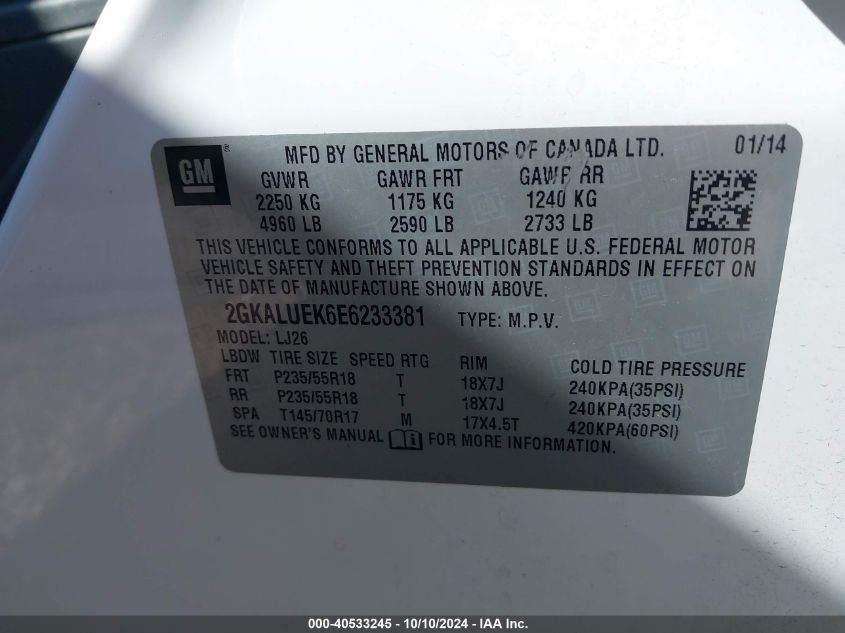 GM ® MFD BY GENERAL MOTORS OF CANADA LTD. 01/14
GVWR GAWR FRT GAWR RR
2250 KG 1175 KG 1240 KG
4960 LB 2590 LB 2733 LB
THIS VEHICLE CONFORMS TO ALL APPLICABLE U.S. FEDERAL MOTOR
VEHICLE SAFETY AND THEFT PREVENTION STANDARDS IN EFFECT ON
THE DATE OF MANUFACTURE SHOWN ABOVE.
2GKALUEK6E6233381 TYPE: M.P.V.
MODEL: LJ26
LBDW TIRE SIZE SPEED RTG RIM COLD TIRE PRESSURE
FRT P235/55R18 T 18X7J 240KPA(35PSI)
RR P235/55R18 T 18X7J 240KPA(35PSI)
SPA T145/70R17 M 17X4.5T 420KPA(60PSI)
SEE OWNER'S MANUAL FOR MORE INFORMATION.
000-40533245 - 10/10/2024 - IAA Inc.